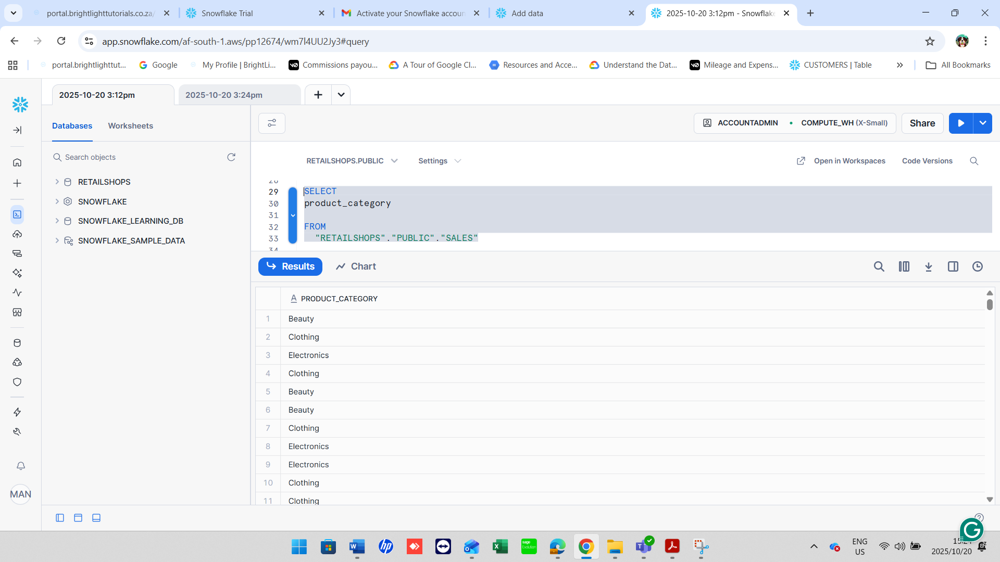 portal.brightlighttutorials.co.za/
Snowflake Trial
Activate your Snowflake accoun
Add data
2025-10-20 3:12pm - Snowflake
app.snowflake.com/af-south-1.aws/pp12674/wm7l4UU2Jy3#query
portal.brightlighttut...
Google
My Profile | BrightLi...
Commissions payou...
A Tour of Google Cl...
Resources and Acce...
Understand the Dat...
Mileage and Expens...
CUSTOMERS | Table
All Bookmarks
2025-10-20 3:12pm
2025-10-20 3:24pm
Databases
Worksheets
ACCOUNTADMIN
COMPUTE_WH (X-Small)
Share
Search objects
RETAILSHOPS.PUBLIC
Settings
Open in Workspaces
Code Versions
RETAILSHOPS
SNOWFLAKE
SNOWFLAKE_LEARNING_DB
SNOWFLAKE_SAMPLE_DATA
29 SELECT
30 product_category
31
32 FROM
33 "RETAILSHOPS"."PUBLIC"."SALES"
Results
Chart
PRODUCT_CATEGORY
1 Beauty
2 Clothing
3 Electronics
4 Clothing
5 Beauty
6 Beauty
7 Clothing
8 Electronics
9 Electronics
10 Clothing
11 Clothing
MAN
ENG
US
2025/10/20